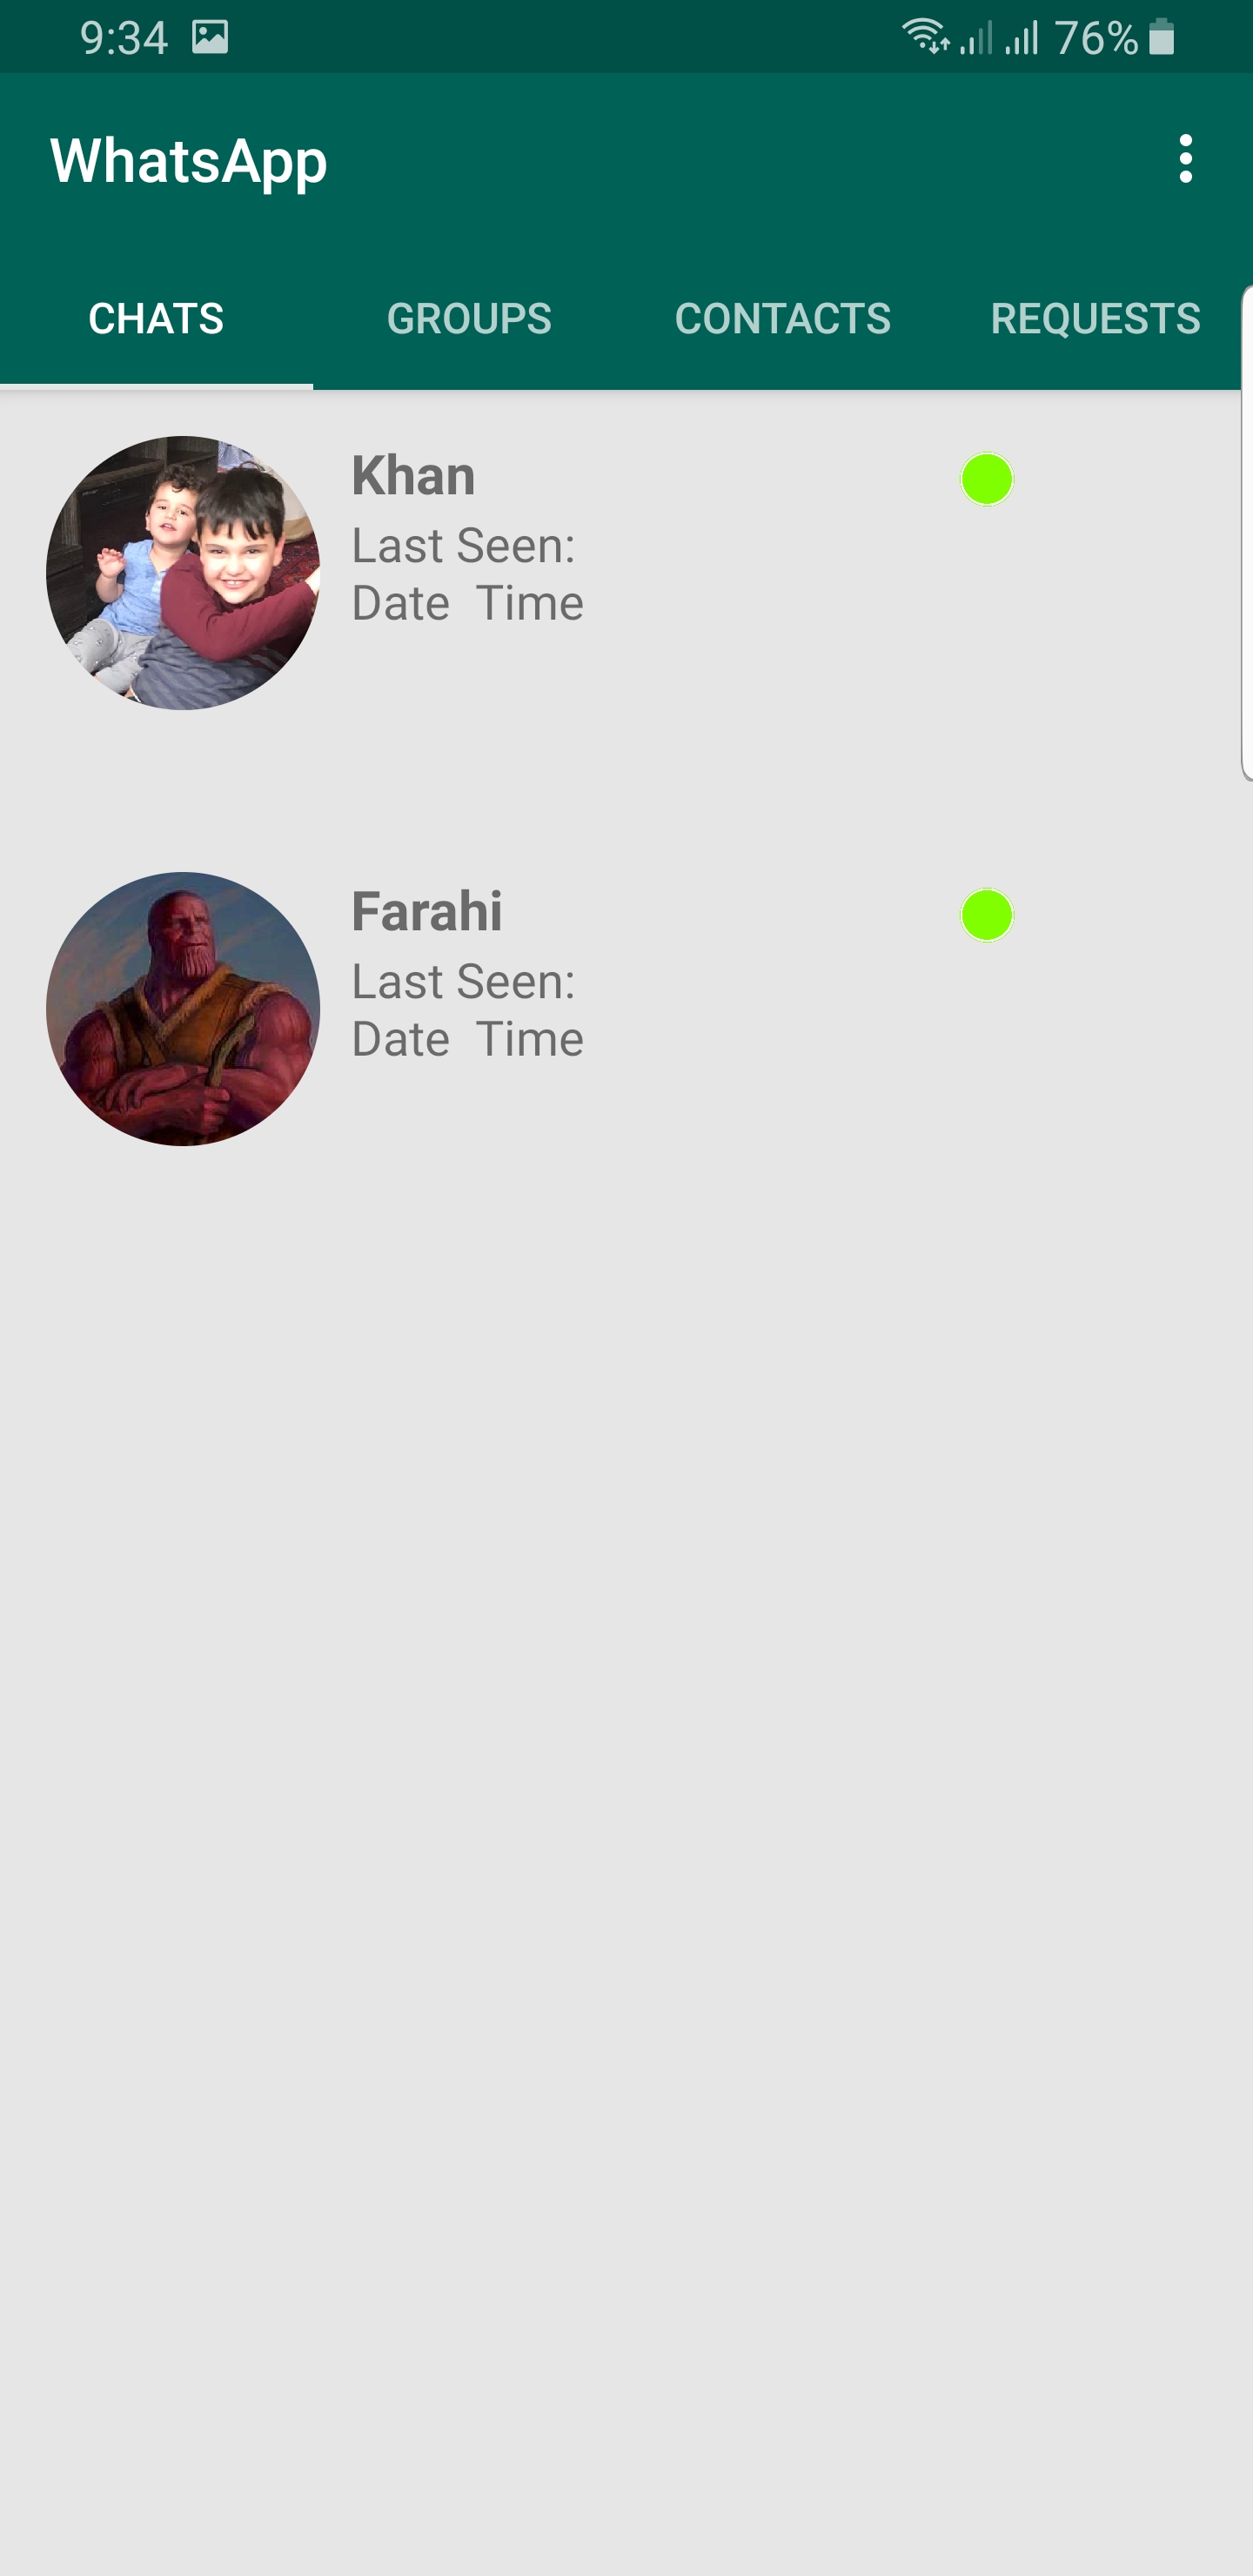 9:34 76%
WhatsApp
CHATS GROUPS CONTACTS REQUESTS
Khan
Last Seen:
Date  Time
Farahi
Last Seen:
Date  Time